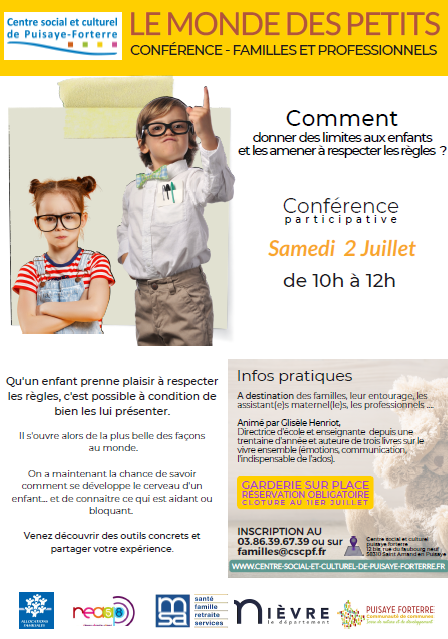 Centre social et culturel
de Puisaye-Forterre
LE MONDE DES PETITS
CONFÉRENCE - FAMILLES ET PROFESSIONNELS
Comment
donner des limites aux enfants
et les amener à respecter les règles ?
Conférence
participative
Samedi 2 Juillet
de 10h à 12h
Qu'un enfant prenne plaisir à respecter
les règles, c'est possible à condition de
bien les lui présenter.
Il s'ouvre alors de la plus belle des façons
au monde.
On a maintenant la chance de savoir
comment se développe le cerveau d'un
enfant... et de connaitre ce qui est aidant ou
bloquant.
Venez découvrir des outils concrets et
partager votre expérience.
Infos pratiques
A destination des familles, leur entourage, les
assistant(e)s maternel(le)s, les professionnels ...
Animé par Glisèle Henriot,
Directrice d'école et enseignante depuis une
trentaine d'année et auteure de trois livres sur le
vivre ensemble (émotions, communication,
l'indispensable de l'ados).
GARDERIE SUR PLACE
RÉSERVATION OBLIGATOIRE
CLOTURE AU 1IER JUILLET
INSCRIPTION AU
03.86.39.67.39 ou sur
familles@cscpf.fr
Centre social et culturel
puisaye forterre
12 bis, rue du faubourg neuf
58310 Saint Amand en Puisaye
WWW.CENTRE-SOCIAL-ET-CULTUREL-DE-PUISAYE-FORTERRE.FR
ALLOCATIONS
FAMILIALES
msa
santé
famille
retraite
services
NIÈVRE
le département
PUISAYE FORTERRE
Communauté de communes